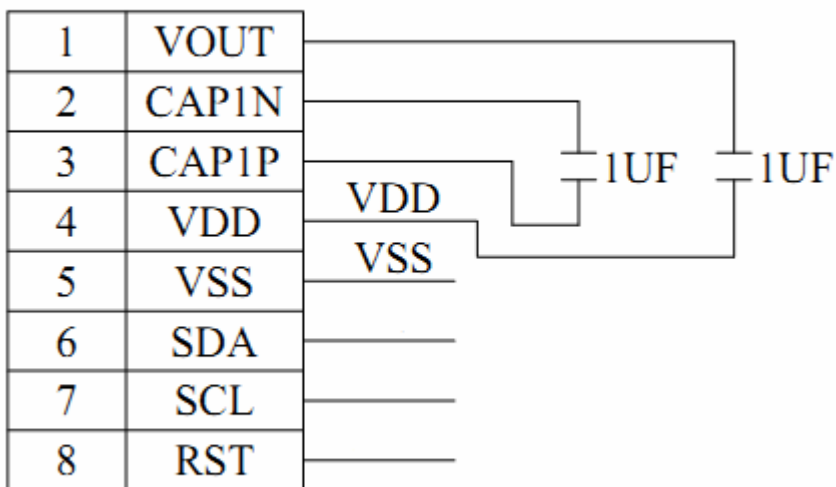 1 VOUT
2 CAP1N
3 CAP1P 1UF 1UF
4 VDD VDD
5 VSS VSS
6 SDA
7 SCL
8 RST